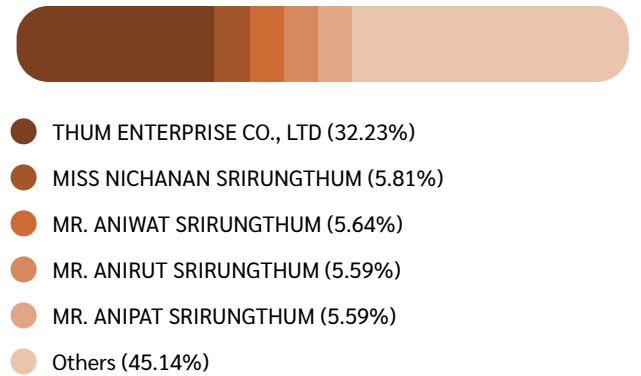 THUM ENTERPRISE CO., LTD (32.23%)
MISS NICHANAN SRIRUNGTHUM (5.81%)
MR. ANIWAT SRIRUNGTHUM (5.64%)
MR. ANIRUT SRIRUNGTHUM (5.59%)
MR. ANIPAT SRIRUNGTHUM (5.59%)
Others (45.14%)